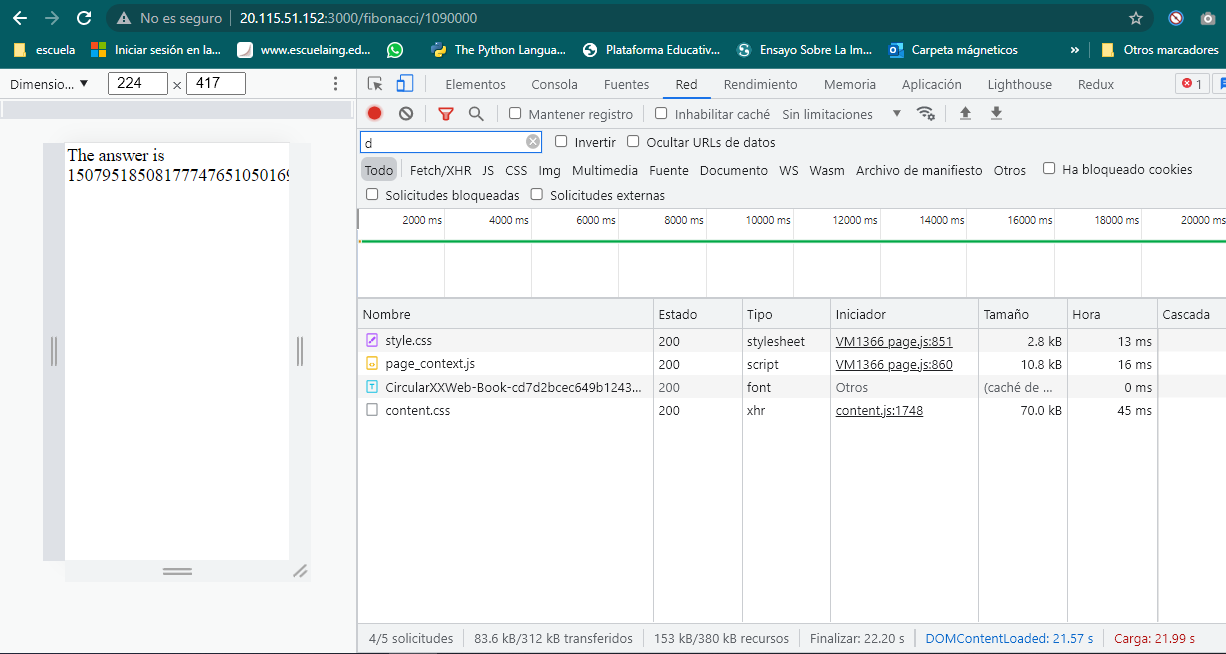 No es seguro 20.115.51.152:3000/fibonacci/1090000
escuela Iniciar sesión en la... www.escuelaing.ed... The Python Langua... Plataforma Educativ... Ensayo Sobre La Im... Carpeta mágneticos » Otros marcadores
Dimensio... ▼ 224 × 417
Elementos Consola Fuentes Red Rendimiento Memoria Aplicación Lighthouse Redux 1
Mantener registro Inhabilitar caché Sin limitaciones ▼
d Invertir Ocultar URLs de datos
Todo Fetch/XHR JS CSS Img Multimedia Fuente Documento WS Wasm Archivo de manifiesto Otros Ha bloqueado cookies
Solicitudes bloqueadas Solicitudes externas
2000 ms 4000 ms 6000 ms 8000 ms 10000 ms 12000 ms 14000 ms 16000 ms 18000 ms 20000 ms
The answer is
15079518508177747651050169
Nombre Estado Tipo Iniciador Tamaño Hora Cascada
style.css 200 stylesheet VM1366 page.js:851 2.8 kB 13 ms
page_context.js 200 script VM1366 page.js:860 10.8 kB 16 ms
CircularXXWeb-Book-cd7d2bcec649b1243... 200 font Otros (caché de ... 0 ms
content.css 200 xhr content.js:1748 70.0 kB 45 ms
4/5 solicitudes 83.6 kB/312 kB transferidos 153 kB/380 kB recursos Finalizar: 22.20 s DOMContentLoaded: 21.57 s Carga: 21.99 s